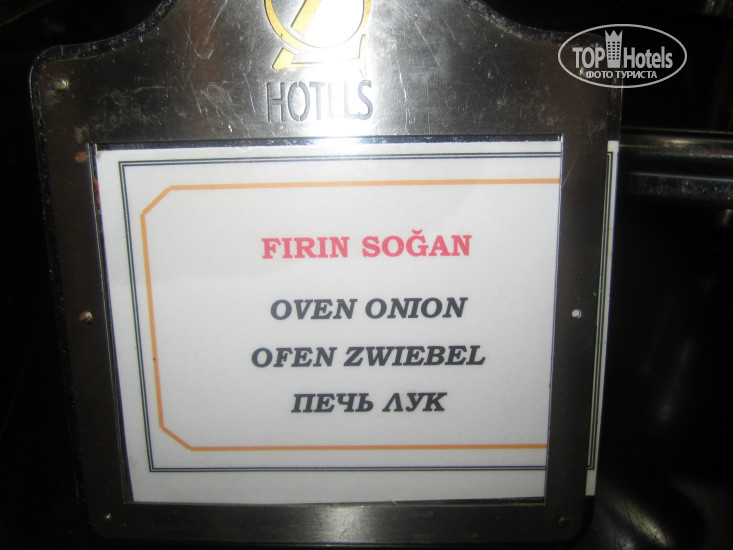 HOTELS
TOP Hotels
ФОТО ТУРИСТА
FIRIN SOĞAN
OVEN ONION
OFEN ZWIEBEL
ПЕЧЬ ЛУК